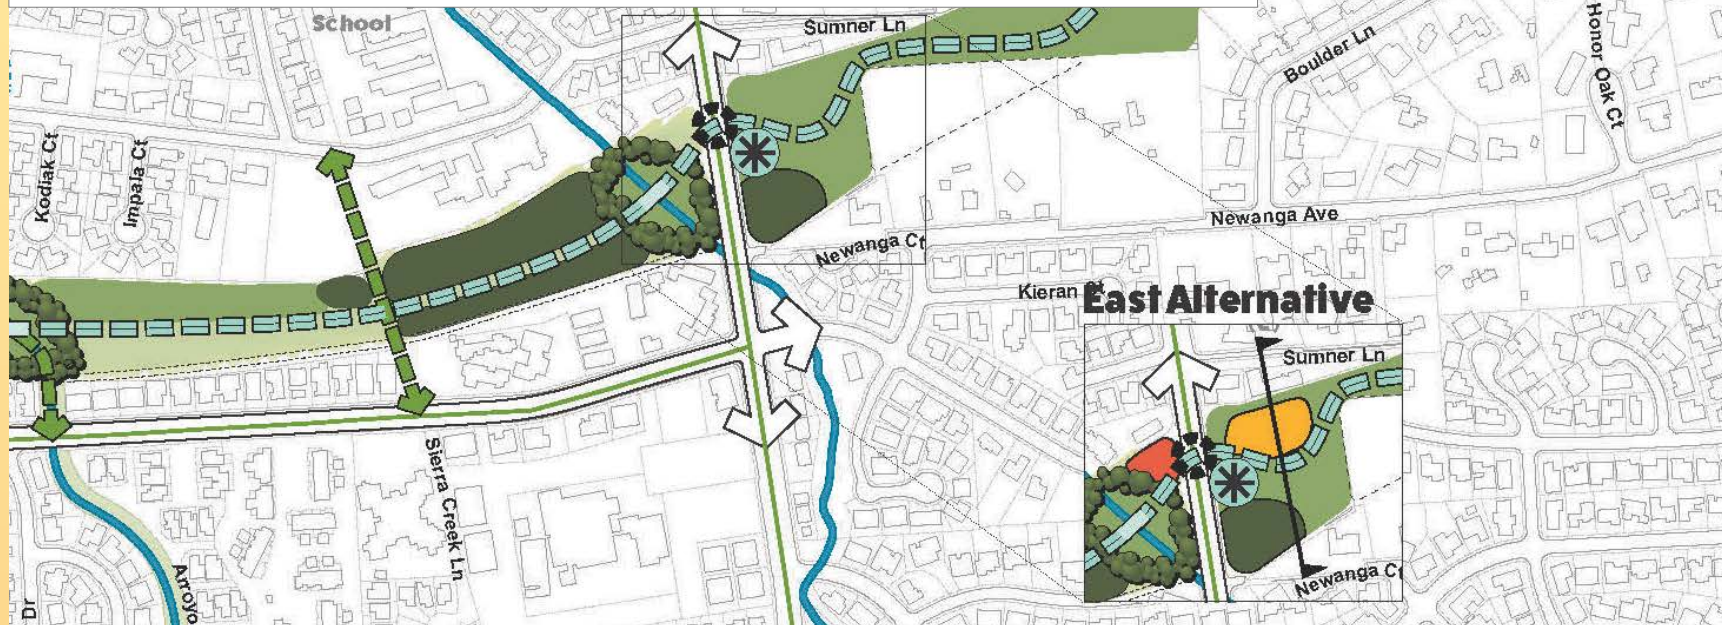 School
Sumner Ln
Boulder Ln
Honor Oak Ct
Kodiak Ct
Impala Ct
Newanga Ave
Newanga Ct
Kieran
East Alternative
Sumner Ln
Sierra Creek Ln
Newanga Ct
Arroyo
Dr